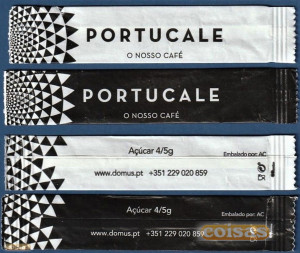 PORTUCALE
O NOSSO CAFÉ
PORTUCALE
O NOSSO CAFÉ
Açúcar 4/5g
Embalado por: AC
www.domus.pt +351 229 020 859
Açúcar 4/5g
Embalado por: AC
www.domus.pt +351 229 020 859
coisas